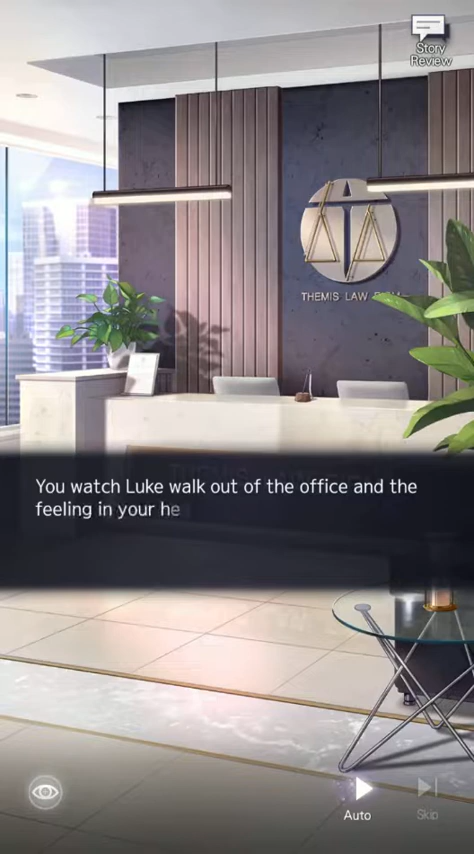 Story
Review
THEMIS LAW FIRM
You watch Luke walk out of the office and the
feeling in your he
Auto
Skip